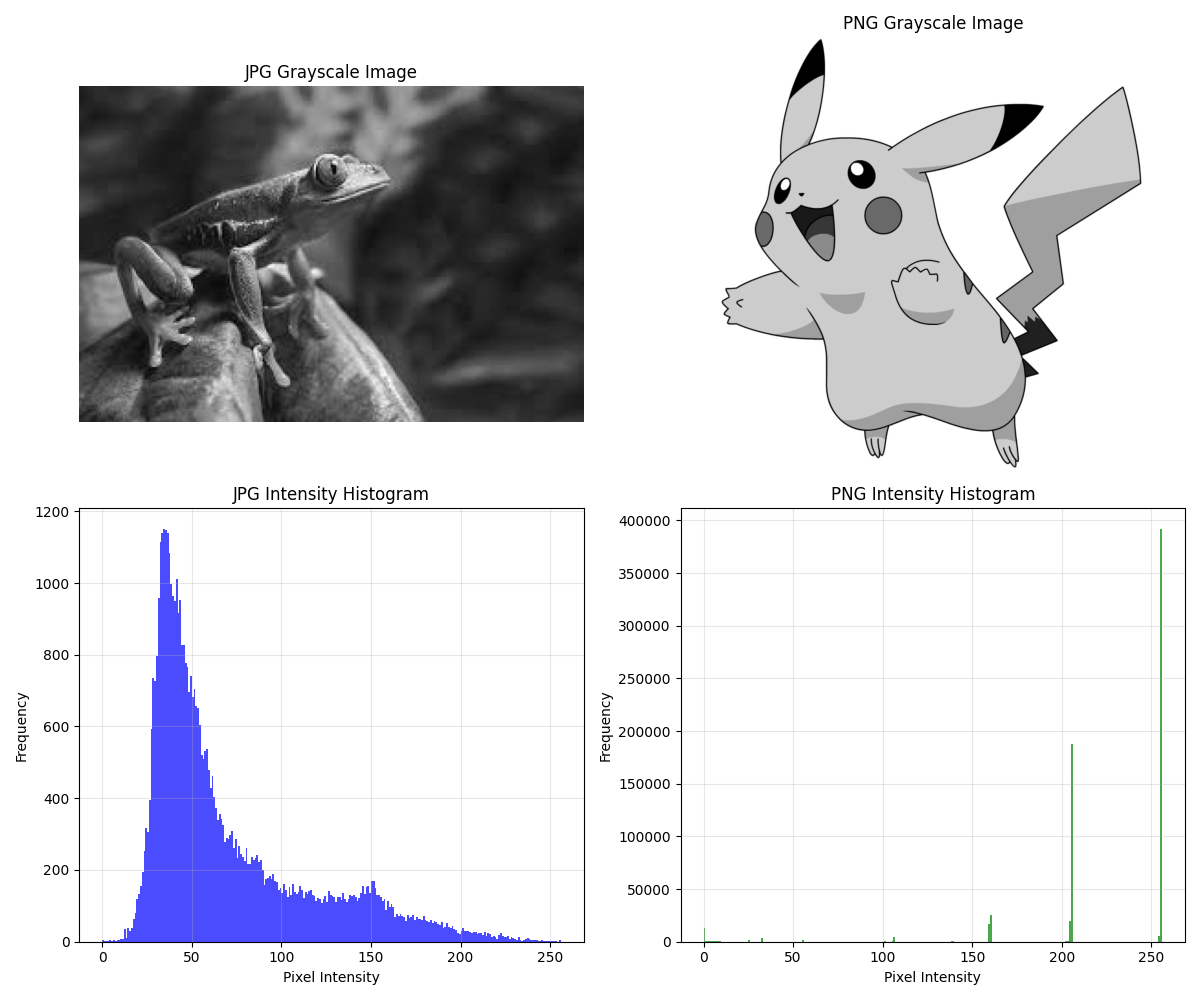 PNG Grayscale Image
JPG Grayscale Image
JPG Intensity Histogram
1200
1000
800
600
400
200
0
Frequency
0 50 100 150 200 250
Pixel Intensity
PNG Intensity Histogram
400000
350000
300000
250000
200000
150000
100000
50000
0
Frequency
0 50 100 150 200 250
Pixel Intensity